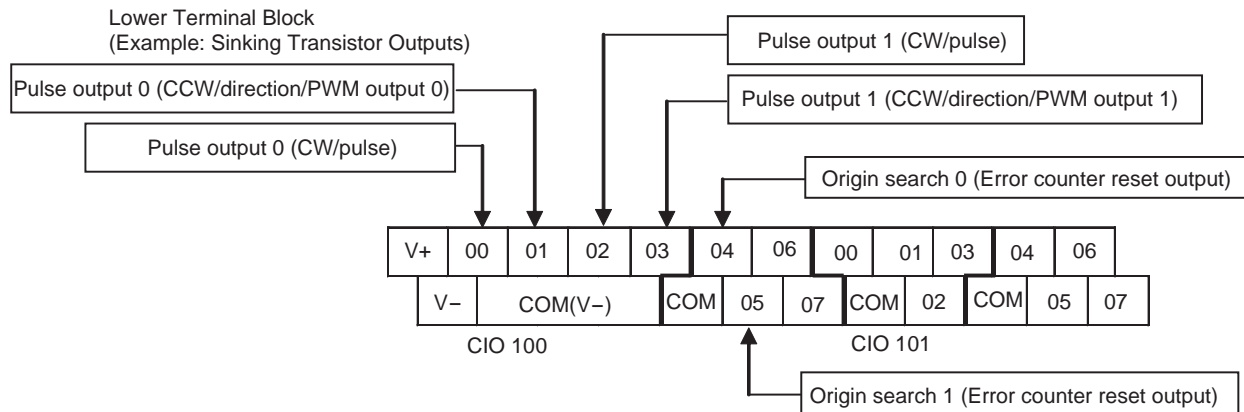 Lower Terminal Block
(Example: Sinking Transistor Outputs)
Pulse output 1 (CW/pulse)
Pulse output 0 (CCW/direction/PWM output 0)
Pulse output 1 (CCW/direction/PWM output 1)
Pulse output 0 (CW/pulse)
Origin search 0 (Error counter reset output)
V+ 00 01 02 03 04 06 00 01 03 04 06
V− COM(V−) COM 05 07 COM 02 COM 05 07
CIO 100 CIO 101
Origin search 1 (Error counter reset output)